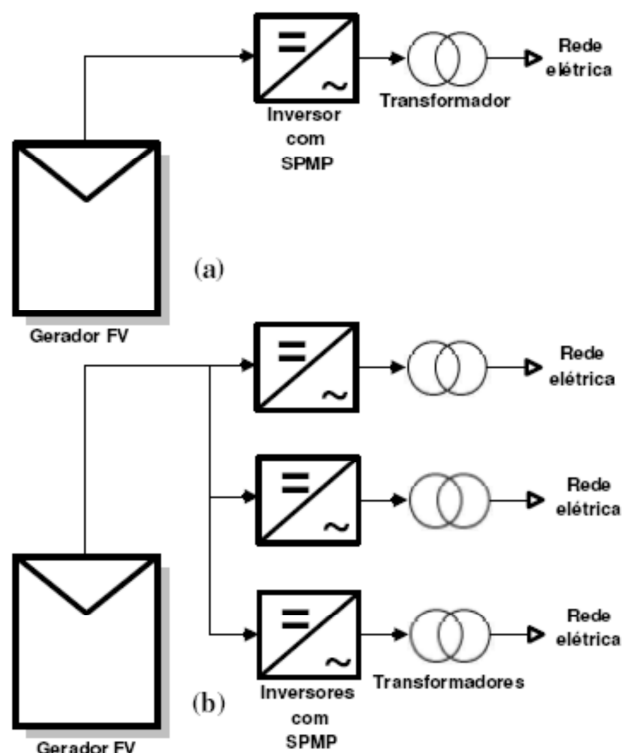 Rede
elétrica
Transformador
Inversor
com
SPMP
(a)
Gerador FV
Rede
elétrica
Rede
elétrica
Rede
elétrica
Transformadores
Inversores
com
SPMP
(b)
Gerador FV